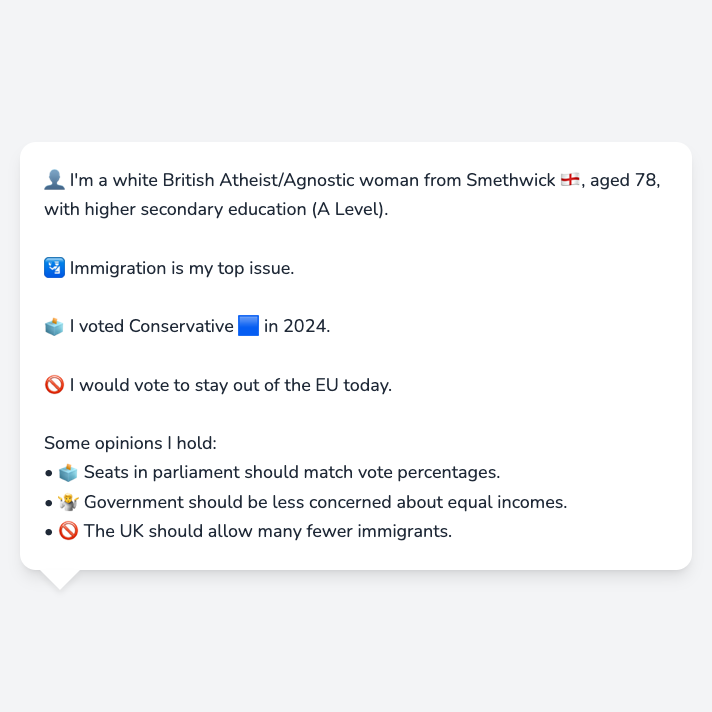 👤 I'm a white British Atheist/Agnostic woman from Smethwick 🏴󠁧󠁢󠁥󠁮󠁧󠁿, aged 78,
with higher secondary education (A Level).
🛂 Immigration is my top issue.
🗳️ I voted Conservative 🟦 in 2024.
🚫 I would vote to stay out of the EU today.
Some opinions I hold:
• 🗳️ Seats in parliament should match vote percentages.
• 🤷 Government should be less concerned about equal incomes.
• 🚫 The UK should allow many fewer immigrants.